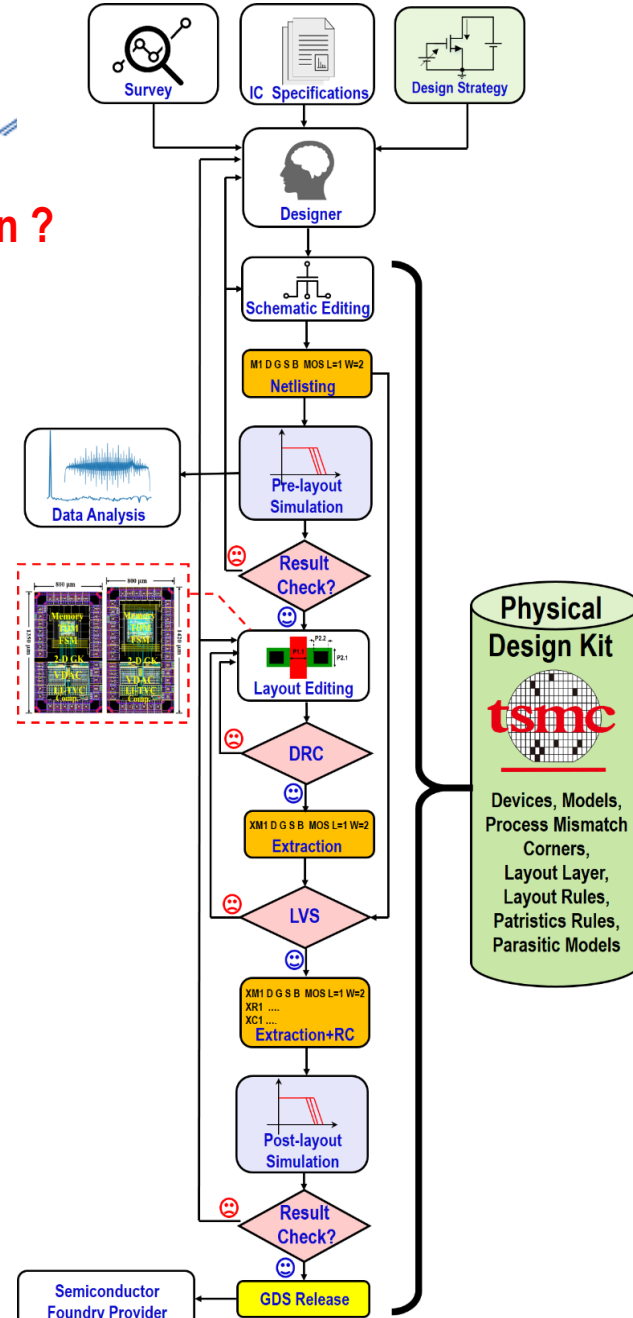 Survey
IC Specifications
Design Strategy
n ?
Designer
Schematic Editing
M1 D G S B MOS L=1 W=2
Netlisting
Pre-layout
Simulation
Data Analysis
Result
Check?
800 µm
800 µm
1350 µm
1420 µm
Memory
FSM
2-D GK
VDAC
Comp.
Memory
FSM
2-D GK
VDAC
Comp.
P1.1
P2.2
P2.1
Layout Editing
DRC
XM1 D G S B MOS L=1 W=2
Extraction
LVS
XM1 D G S B MOS L=1 W=2
XR1 ....
XC1 ....
Extraction+RC
Post-layout
Simulation
Result
Check?
GDS Release
Semiconductor
Foundry Provider
Physical
Design Kit
tsmc
Devices, Models,
Process Mismatch
Corners,
Layout Layer,
Layout Rules,
Patristics Rules,
Parasitic Models